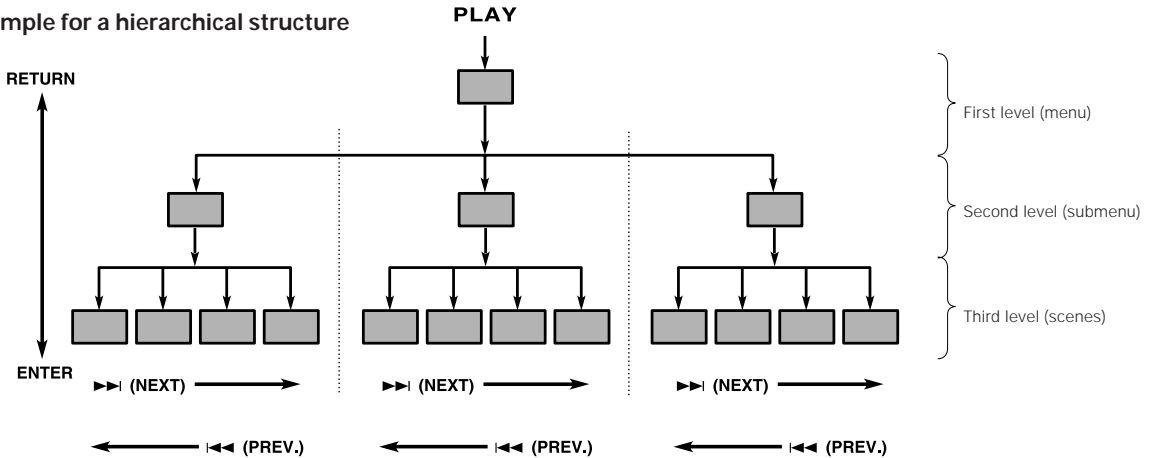 mple for a hierarchical structure
PLAY
RETURN
First level (menu)
Second level (submenu)
Third level (scenes)
ENTER
►►| (NEXT) ►►| (NEXT) ►►| (NEXT)
|◄◄ (PREV.) |◄◄ (PREV.) |◄◄ (PREV.)